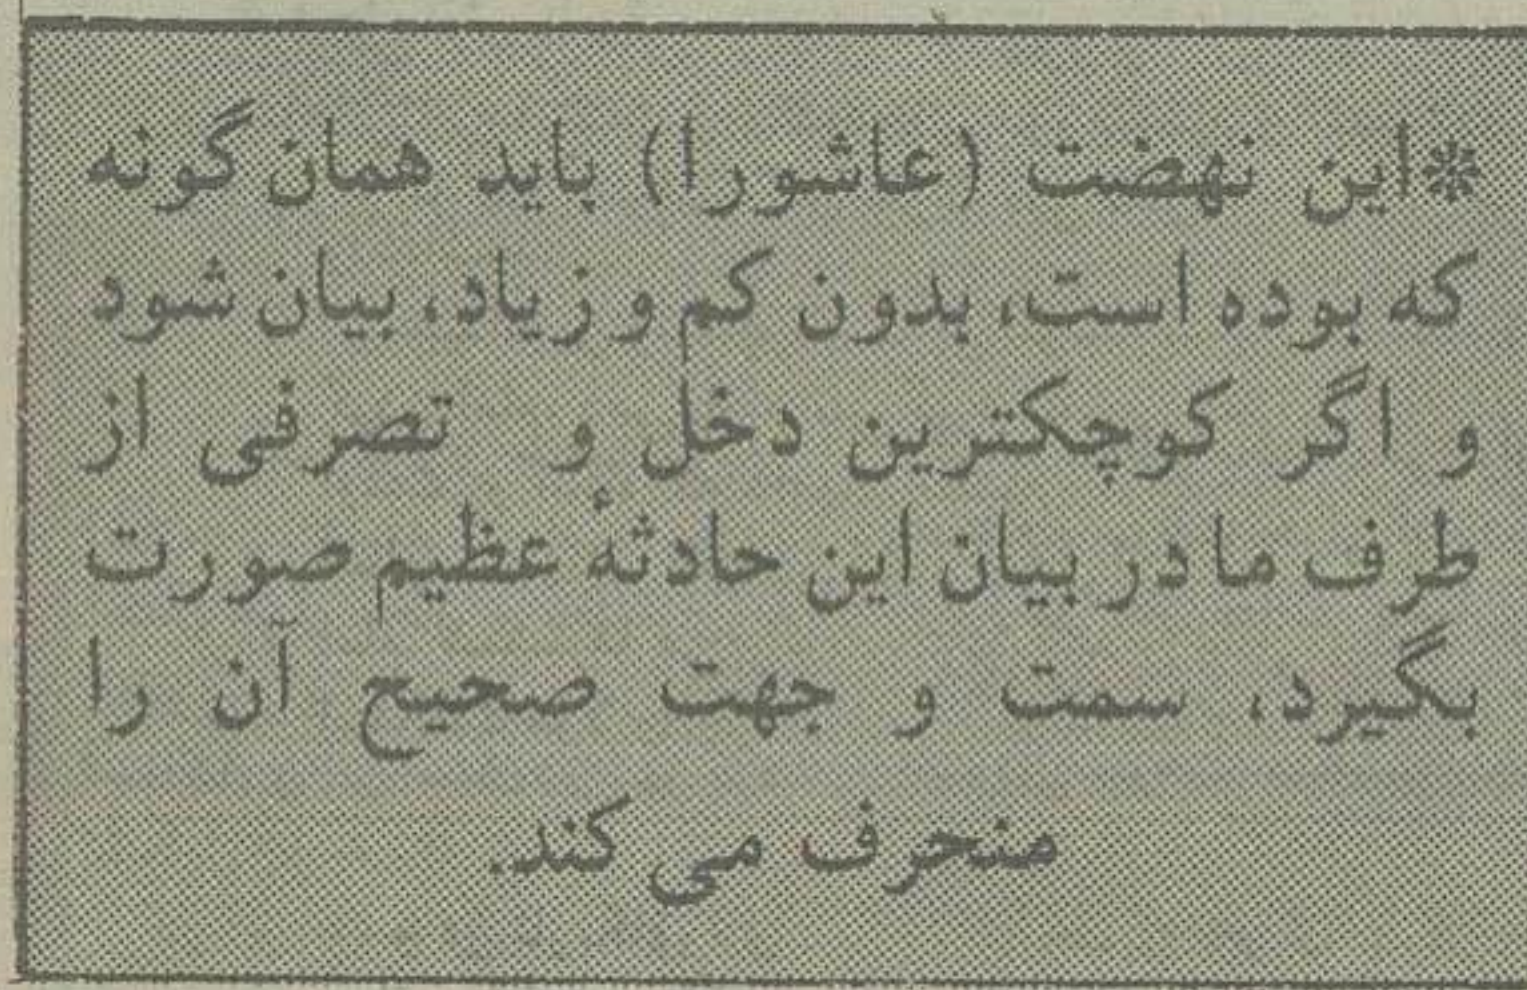 *این نهضت (عاشورا) باید همان گونه
که بوده است، بدون کم و زیاد، بیان شود
و اگر کوچکترین دخل و تصرفی از
طرف ما در بیان این حادثهٔ عظیم صورت
بگیرد، سمت و جهت صحیح آن را
منحرف می کند.